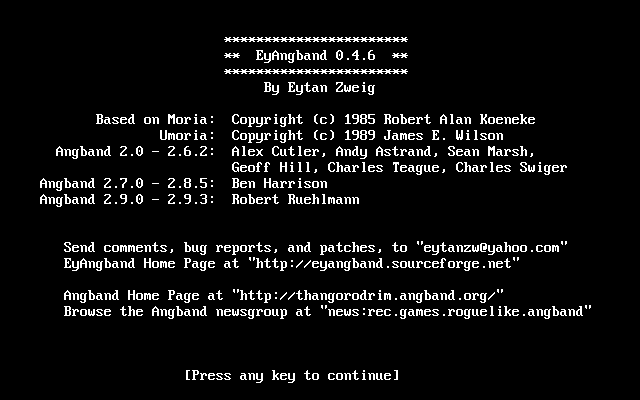 ***********************
** EyAngband 0.4.6 **
***********************
By Eytan Zweig
Based on Moria: Copyright (c) 1985 Robert Alan Koeneke
Umoria: Copyright (c) 1989 James E. Wilson
Angband 2.0 - 2.6.2: Alex Cutler, Andy Astrand, Sean Marsh,
Geoff Hill, Charles Teague, Charles Swiger
Angband 2.7.0 - 2.8.5: Ben Harrison
Angband 2.9.0 - 2.9.3: Robert Ruehlmann
Send comments, bug reports, and patches, to "eytanzw@yahoo.com"
EyAngband Home Page at "http://eyangband.sourceforge.net"
Angband Home Page at "http://thangorodrim.angband.org/"
Browse the Angband newsgroup at "news:rec.games.roguelike.angband"
[Press any key to continue]